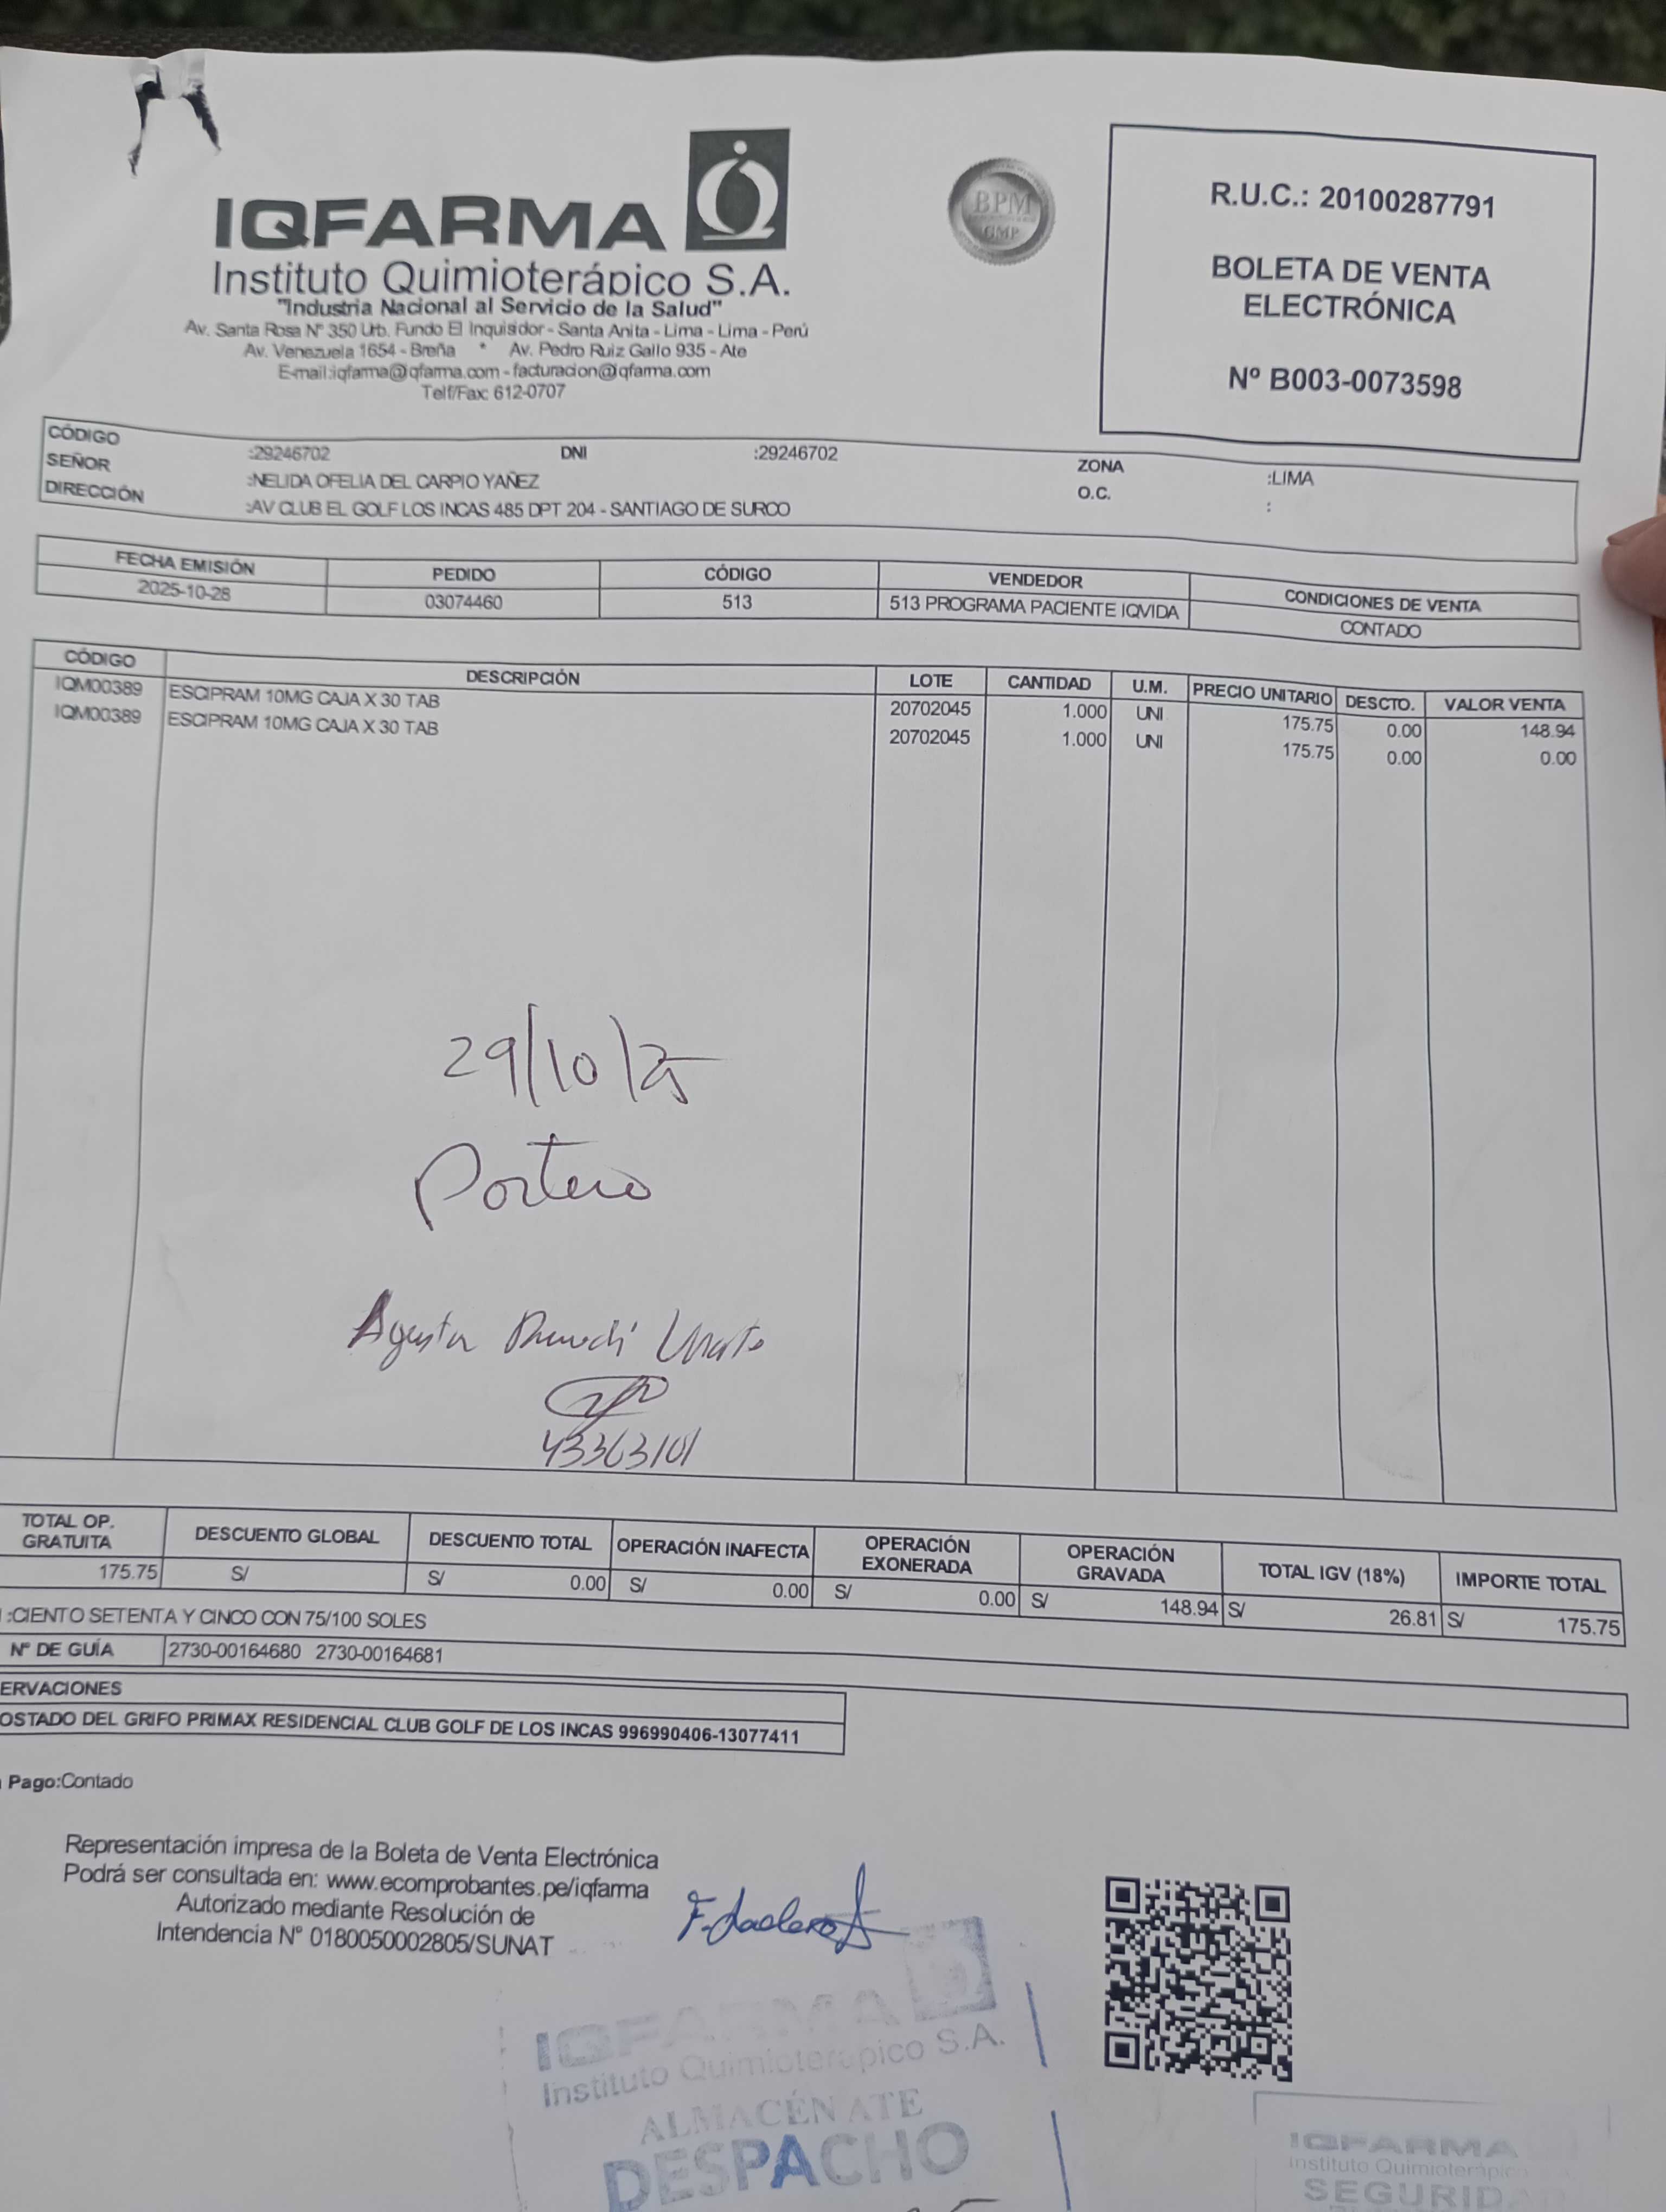 IQFARMA
Instituto Quimioterápico S.A.
"Industria Nacional al Servicio de la Salud"
Av. Santa Rosa N° 350 Urb. Fundo El Inquisidor - Santa Anita - Lima - Lima - Perú
Av. Venezuela 1654 - Breña * Av. Pedro Ruiz Gallo 935 - Ate
E-mail:iqfarma@iqfarma.com - facturacion@iqfarma.com
Telf/Fax: 612-0707
BPM
GMP
R.U.C.: 20100287791
BOLETA DE VENTA
ELECTRÓNICA
Nº B003-0073598
CÓDIGO :29246702 DNI :29246702 ZONA :LIMA
SEÑOR :NELIDA OFELIA DEL CARPIO YAÑEZ O.C. :
DIRECCIÓN :AV CLUB EL GOLF LOS INCAS 485 DPT 204 - SANTIAGO DE SURCO
FECHA EMISIÓN PEDIDO CÓDIGO VENDEDOR CONDICIONES DE VENTA
2025-10-28 03074460 513 513 PROGRAMA PACIENTE IQVIDA CONTADO
CÓDIGO DESCRIPCIÓN LOTE CANTIDAD U.M. PRECIO UNITARIO DESCTO. VALOR VENTA
IQM00389 ESCIPRAM 10MG CAJA X 30 TAB 20702045 1.000 UNI 175.75 0.00 148.94
IQM00389 ESCIPRAM 10MG CAJA X 30 TAB 20702045 1.000 UNI 175.75 0.00 0.00
29/10/25
Portero
43363101
TOTAL OP. GRATUITA DESCUENTO GLOBAL DESCUENTO TOTAL OPERACIÓN INAFECTA OPERACIÓN EXONERADA OPERACIÓN GRAVADA TOTAL IGV (18%) IMPORTE TOTAL
175.75 S/ S/ 0.00 S/ 0.00 S/ 0.00 S/ 148.94 S/ 26.81 S/ 175.75
:CIENTO SETENTA Y CINCO CON 75/100 SOLES
N° DE GUÍA 2730-00164680 2730-00164681
ERVACIONES
OSTADO DEL GRIFO PRIMAX RESIDENCIAL CLUB GOLF DE LOS INCAS 996990406-13077411
Pago:Contado
Representación impresa de la Boleta de Venta Electrónica
Podrá ser consultada en: www.ecomprobantes.pe/iqfarma
Autorizado mediante Resolución de
Intendencia N° 0180050002805/SUNAT
IQFARMA
Instituto Quimioterápico S.A.
ALMACÉN ATE
DESPACHO
IQFARMA
Instituto Quimioterápico
SEGURID